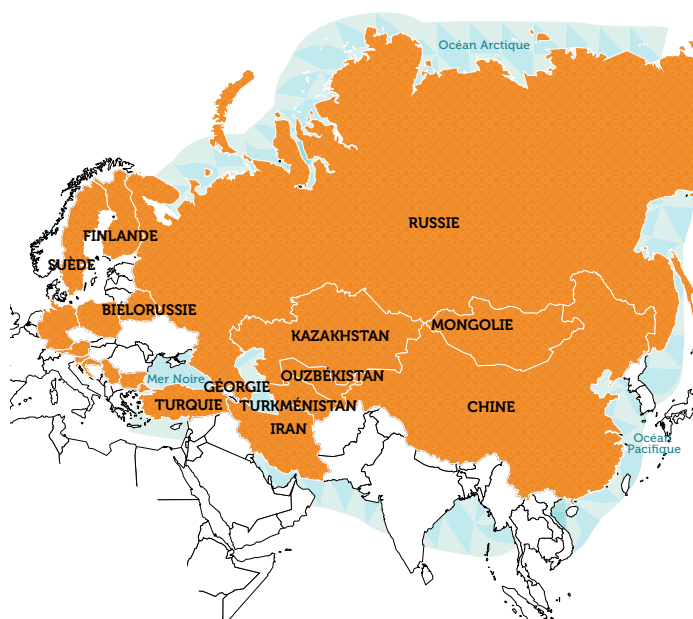 Océan Arctique
RUSSIE
FINLANDE
SUÈDE
BIÉLORUSSIE
MONGOLIE
KAZAKHSTAN
OUZBÉKISTAN
Mer Noire
GÉORGIE
TURQUIE
TURKMÉNISTAN
CHINE
IRAN
Océan
Pacifique